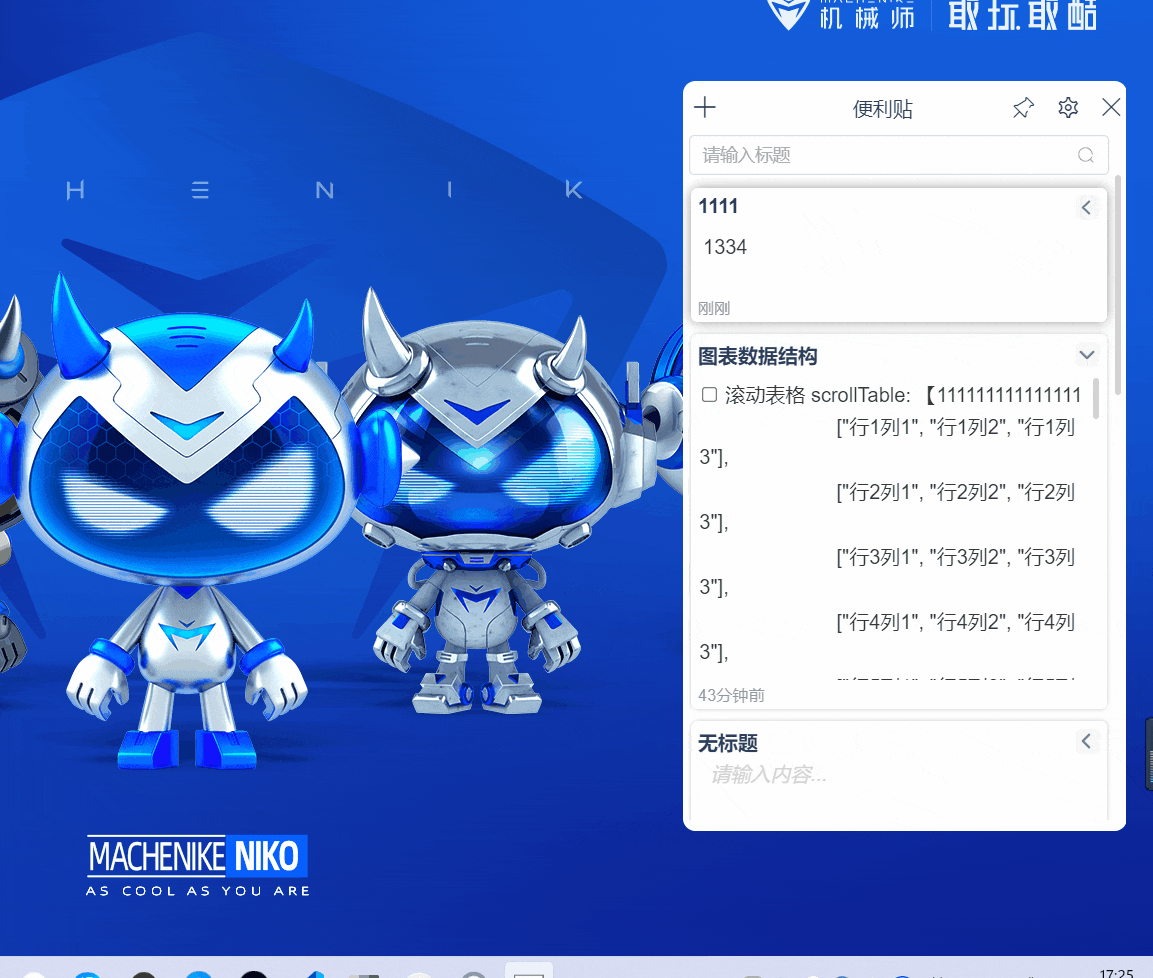 机械师
敢玩敢酷
便利贴
请输入标题
H E N I K
1111
1334
刚刚
图表数据结构
滚动表格 scrollTable: 【111111111111111
["行1列1", "行1列2", "行1列
3"],
["行2列1", "行2列2", "行2列
3"],
["行3列1", "行3列2", "行3列
3"],
["行4列1", "行4列2", "行4列
3"],
43分钟前
无标题
请输入内容...
MACHENIKE NIKO
AS COOL AS YOU ARE
17:25